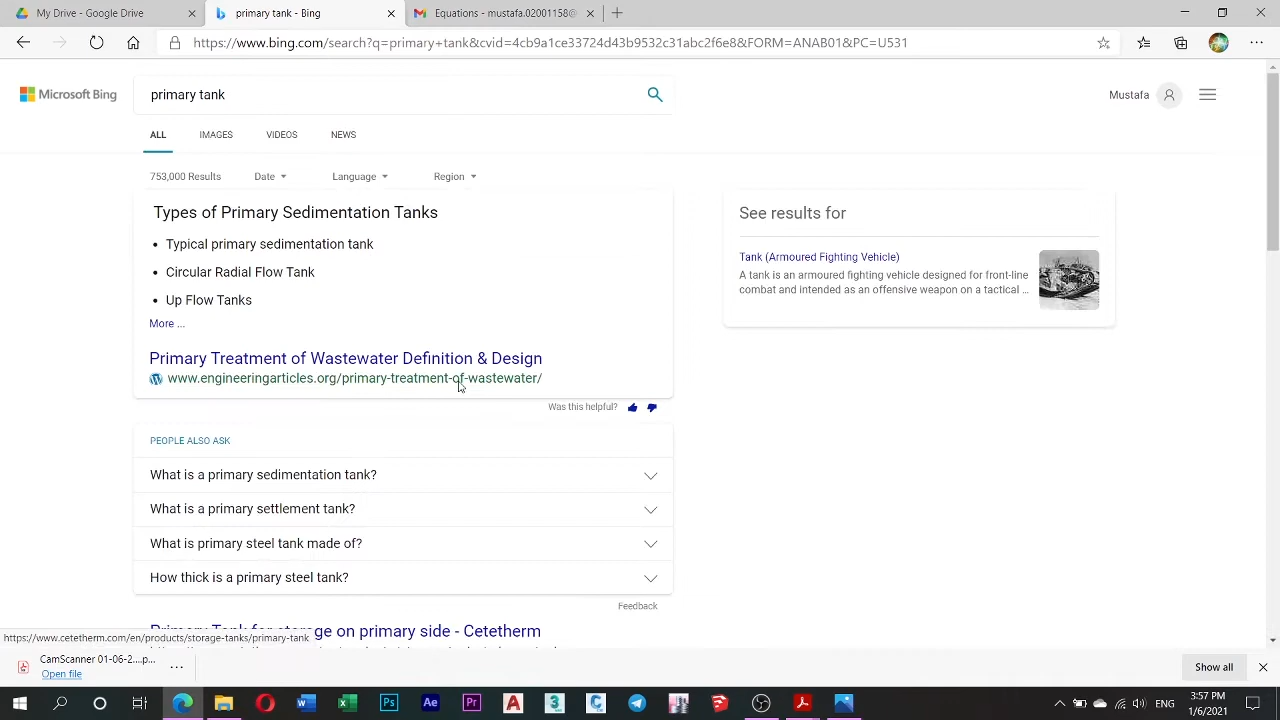 My Drive - Google Drive
primary tank - Bing
Equations - mustafa.02001158@
https://www.bing.com/search?q=primary+tank&cvid=4cb9a1ce33724d43b9532c31abc2f6e8&FORM=ANAB01&PC=U531
Microsoft Bing
primary tank
Mustafa
ALL
IMAGES
VIDEOS
NEWS
753,000 Results
Date
Language
Region
Types of Primary Sedimentation Tanks
• Typical primary sedimentation tank
• Circular Radial Flow Tank
• Up Flow Tanks
More ...
Primary Treatment of Wastewater Definition & Design
www.engineeringarticles.org/primary-treatment-of-wastewater/
Was this helpful?
See results for
Tank (Armoured Fighting Vehicle)
A tank is an armoured fighting vehicle designed for front-line
combat and intended as an offensive weapon on a tactical ...
PEOPLE ALSO ASK
What is a primary sedimentation tank?
What is a primary settlement tank?
What is primary steel tank made of?
How thick is a primary steel tank?
Feedback
Primary Tank for storage on primary side - Cetetherm
https://www.cetetherm.com/en/products/storage-tanks/primary-tank
CamScanner 01-06-2....p...
Open file
Show all
ENG
3:57 PM
1/6/2021